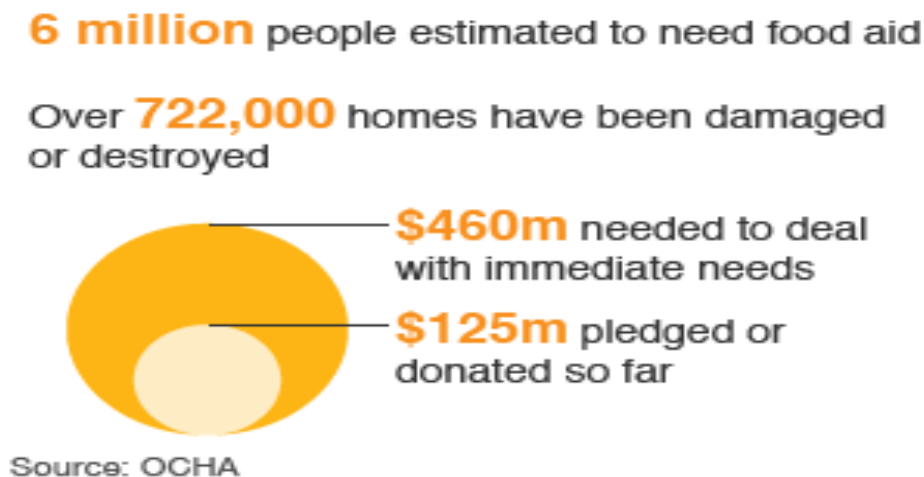 6 million people estimated to need food aid
Over 722,000 homes have been damaged
or destroyed
$460m needed to deal
with immediate needs
$125m pledged or
donated so far
Source: OCHA